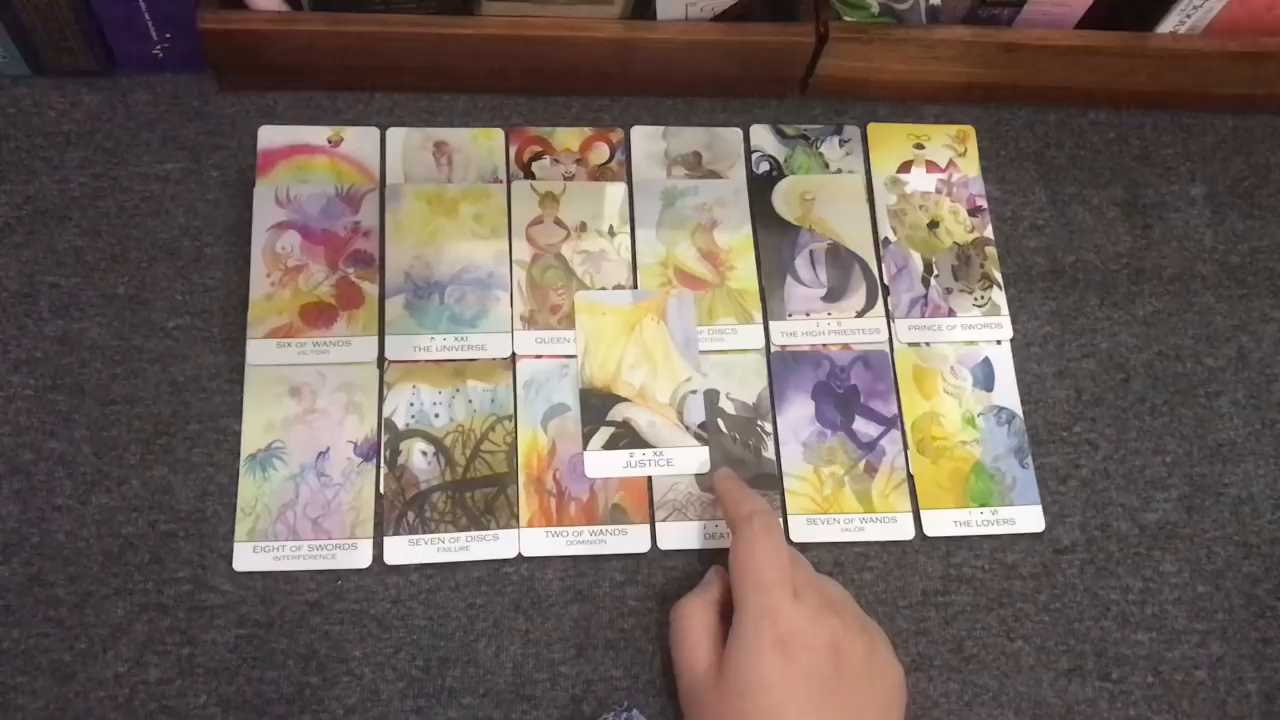 SIX OF WANDS
VICTORY
• XXI
THE UNIVERSE
QUEEN
OF DISCS
THE HIGH PRIESTESS
PRINCE OF SWORDS
• XX
JUSTICE
EIGHT OF SWORDS
INTERFERENCE
SEVEN OF DISCS
FAILURE
TWO OF WANDS
DOMINION
DEAT
SEVEN OF WANDS
VALOR
• VI
THE LOVERS